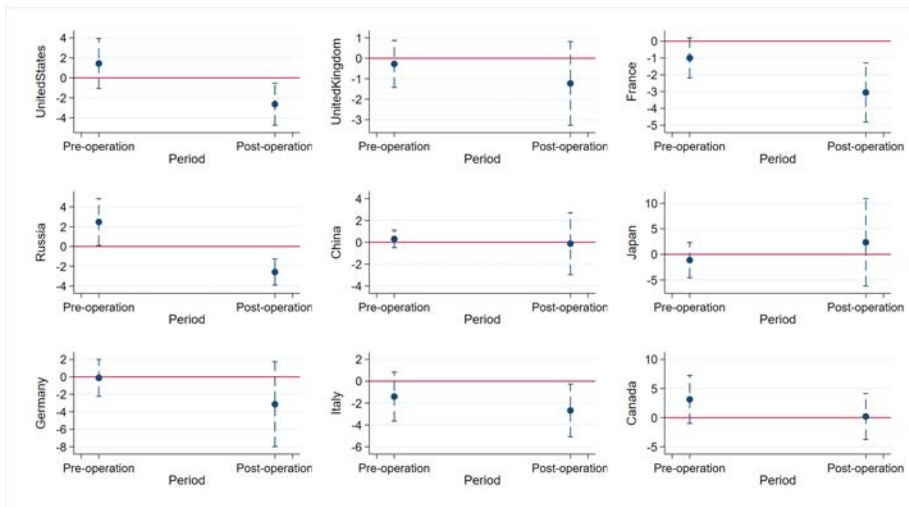 UnitedStates
4
2
0
-2
-4
Pre-operation Post-operation
Period
UnitedKingdom
1
0
-1
-2
-3
Pre-operation Post-operation
Period
France
0
-1
-2
-3
-4
-5
Pre-operation Post-operation
Period
Russia
4
2
0
-2
-4
Pre-operation Post-operation
Period
China
4
2
0
-2
-4
Pre-operation Post-operation
Period
Japan
10
5
0
-5
Pre-operation Post-operation
Period
Germany
2
0
-2
-4
-6
-8
Pre-operation Post-operation
Period
Italy
2
0
-2
-4
-6
Pre-operation Post-operation
Period
Canada
10
5
0
-5
Pre-operation Post-operation
Period